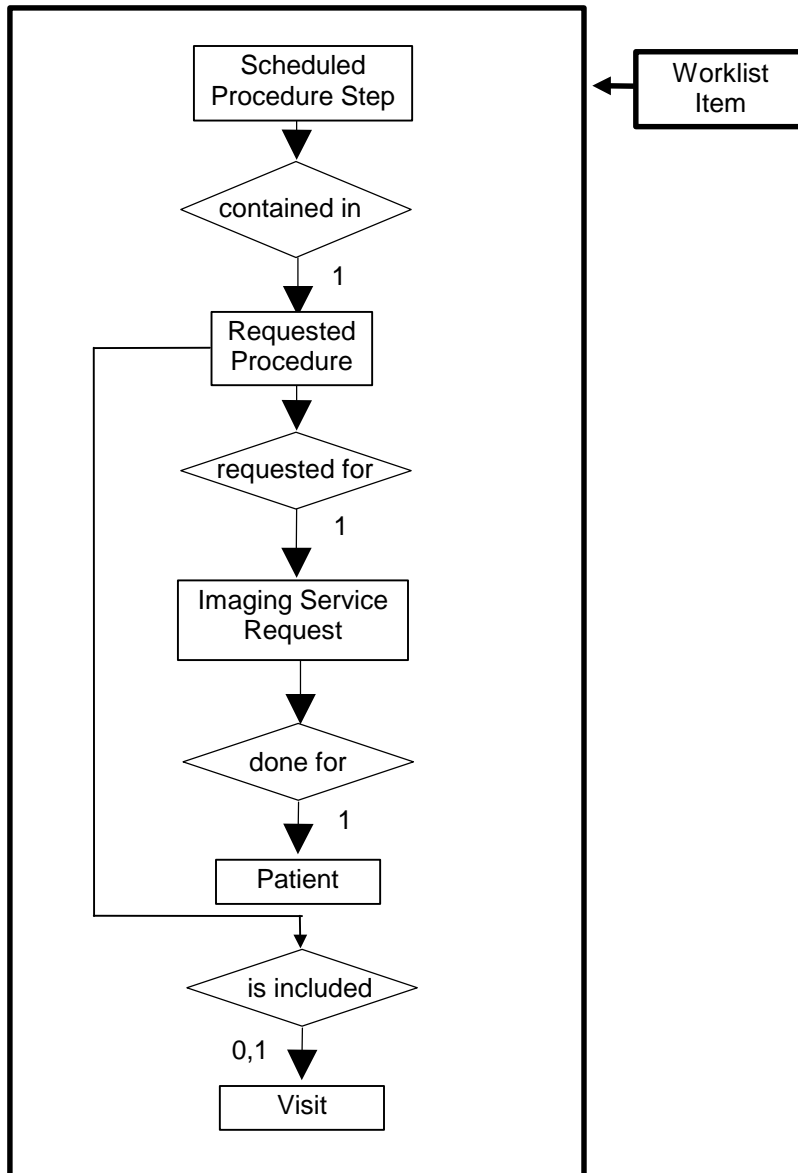 Scheduled
Procedure Step
Worklist
Item
contained in
1
Requested
Procedure
requested for
1
Imaging Service
Request
done for
1
Patient
is included
0,1
Visit